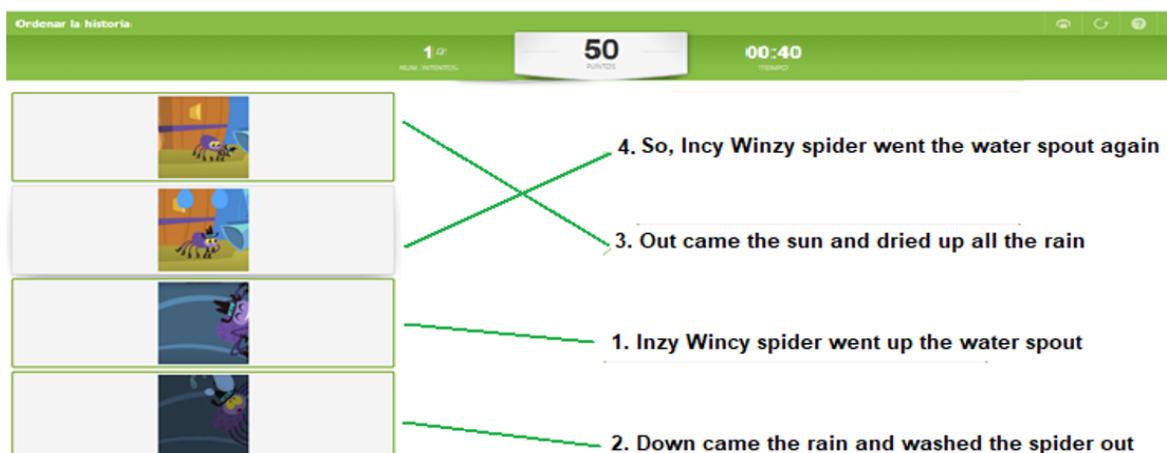 Ordenar la historia
1
NUM. INTENTOS
50
PUNTOS
00:40
TIEMPO
4. So, Incy Winzy spider went the water spout again
3. Out came the sun and dried up all the rain
1. Inzy Wincy spider went up the water spout
2. Down came the rain and washed the spider out